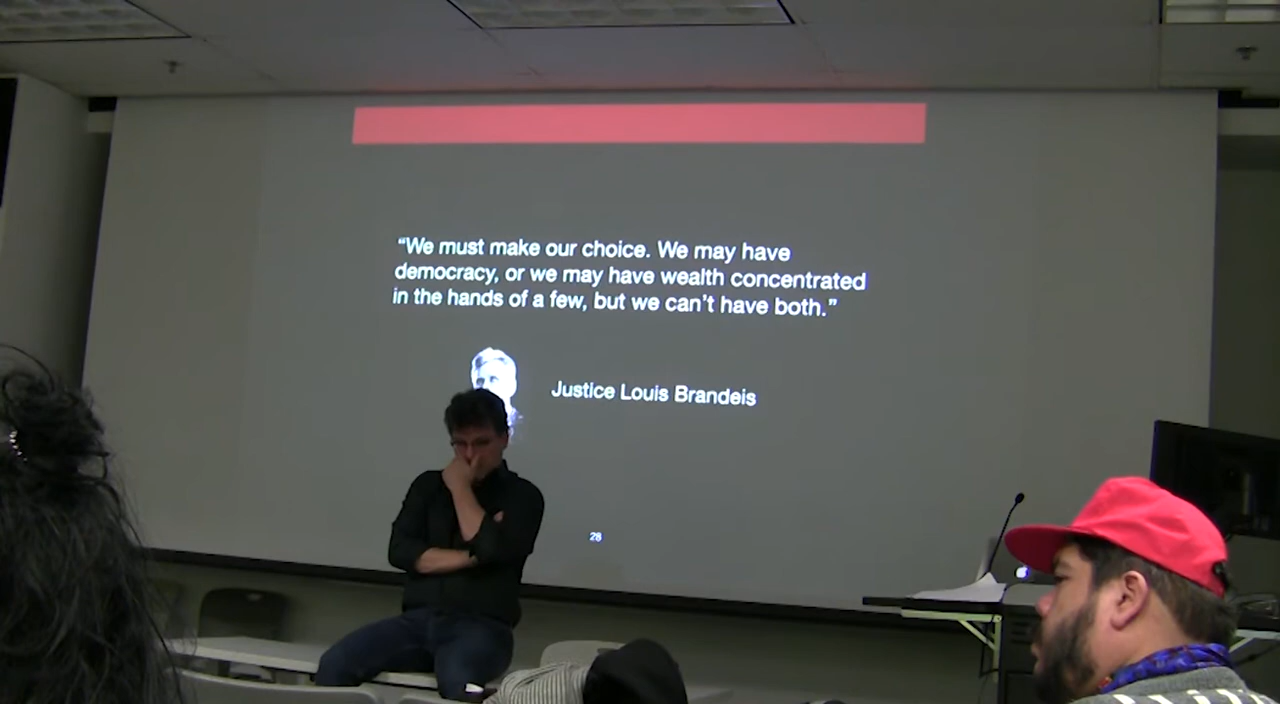 “We must make our choice. We may have
democracy, or we may have wealth concentrated
in the hands of a few, but we can’t have both.”
Justice Louis Brandeis
28